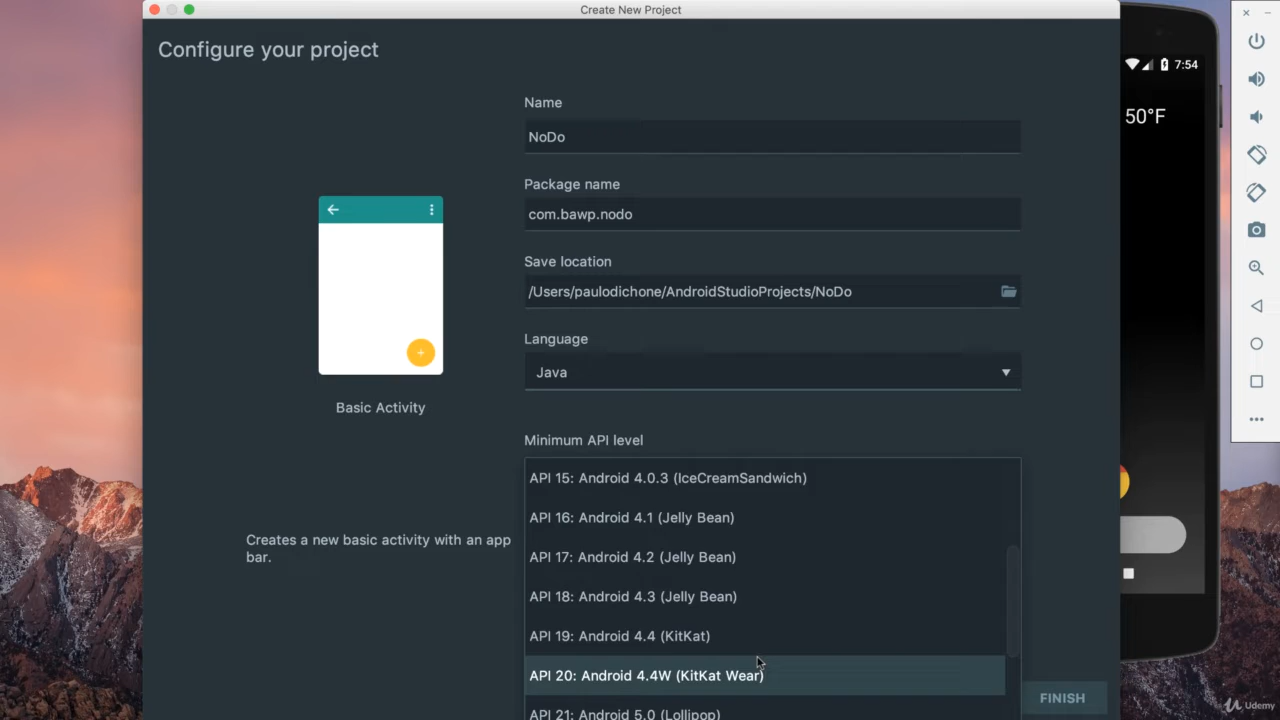 Create New Project
Configure your project
Name
NoDo
Package name
com.bawp.nodo
Save location
/Users/paulodichone/AndroidStudioProjects/NoDo
Language
Java
Basic Activity
Minimum API level
API 15: Android 4.0.3 (IceCreamSandwich)
API 16: Android 4.1 (Jelly Bean)
Creates a new basic activity with an app
bar.
API 17: Android 4.2 (Jelly Bean)
API 18: Android 4.3 (Jelly Bean)
API 19: Android 4.4 (KitKat)
API 20: Android 4.4W (KitKat Wear)
API 21: Android 5.0 (Lollipop)
FINISH
7:54
50°F
Udemy